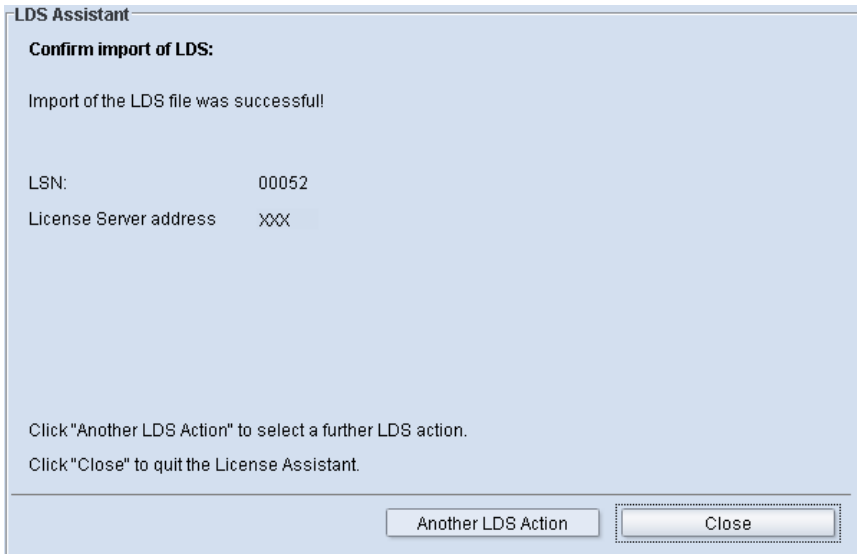 LDS Assistant
Confirm import of LDS:
Import of the LDS file was successful!
LSN: 00052
License Server address XXX
Click "Another LDS Action" to select a further LDS action.
Click "Close" to quit the License Assistant.
Another LDS Action Close